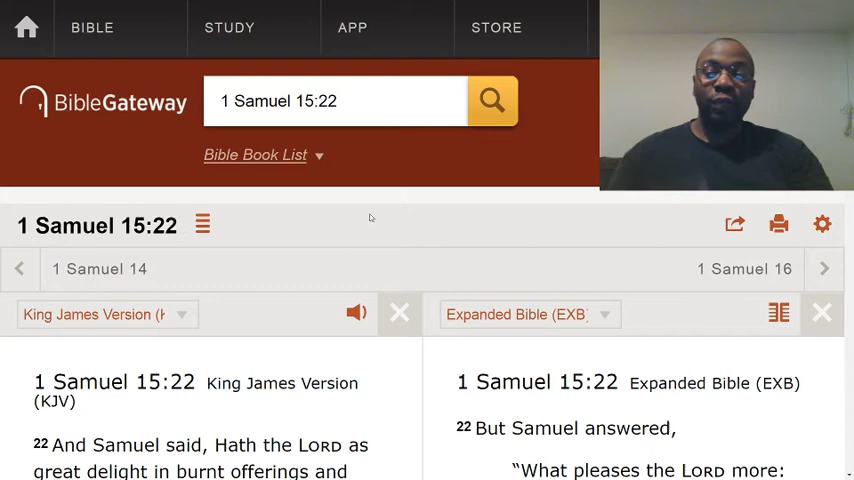 BIBLE STUDY APP STORE
BibleGateway
1 Samuel 15:22
Bible Book List
1 Samuel 15:22
1 Samuel 14
1 Samuel 16
King James Version (
Expanded Bible (EXB)
1 Samuel 15:22 King James Version
(KJV)
22 And Samuel said, Hath the LORD as
great delight in burnt offerings and
1 Samuel 15:22 Expanded Bible (EXB)
22 But Samuel answered,
“What pleases the LORD more: